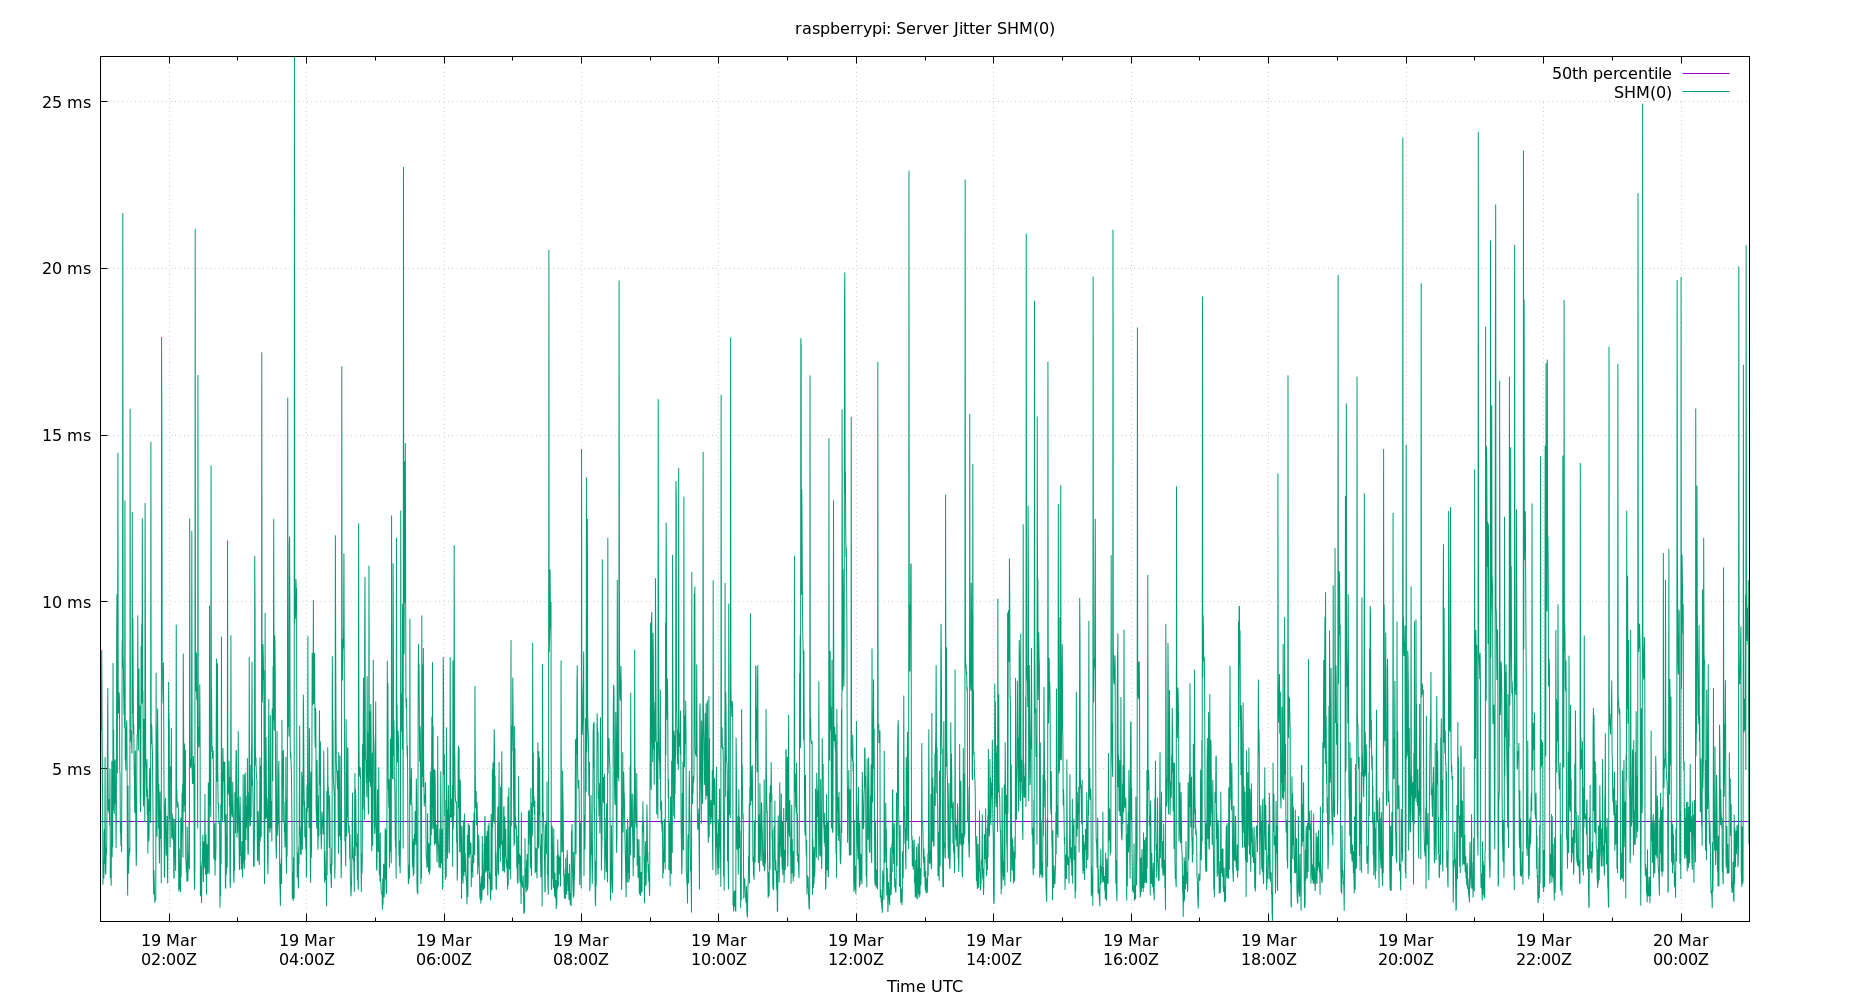 raspberrypi: Server Jitter SHM(0)
50th percentile
SHM(0)
25 ms
20 ms
15 ms
10 ms
5 ms
19 Mar 19 Mar 19 Mar 19 Mar 19 Mar 19 Mar 19 Mar 19 Mar 19 Mar 19 Mar 19 Mar 20 Mar
02:00Z 04:00Z 06:00Z 08:00Z 10:00Z 12:00Z 14:00Z 16:00Z 18:00Z 20:00Z 22:00Z 00:00Z
Time UTC